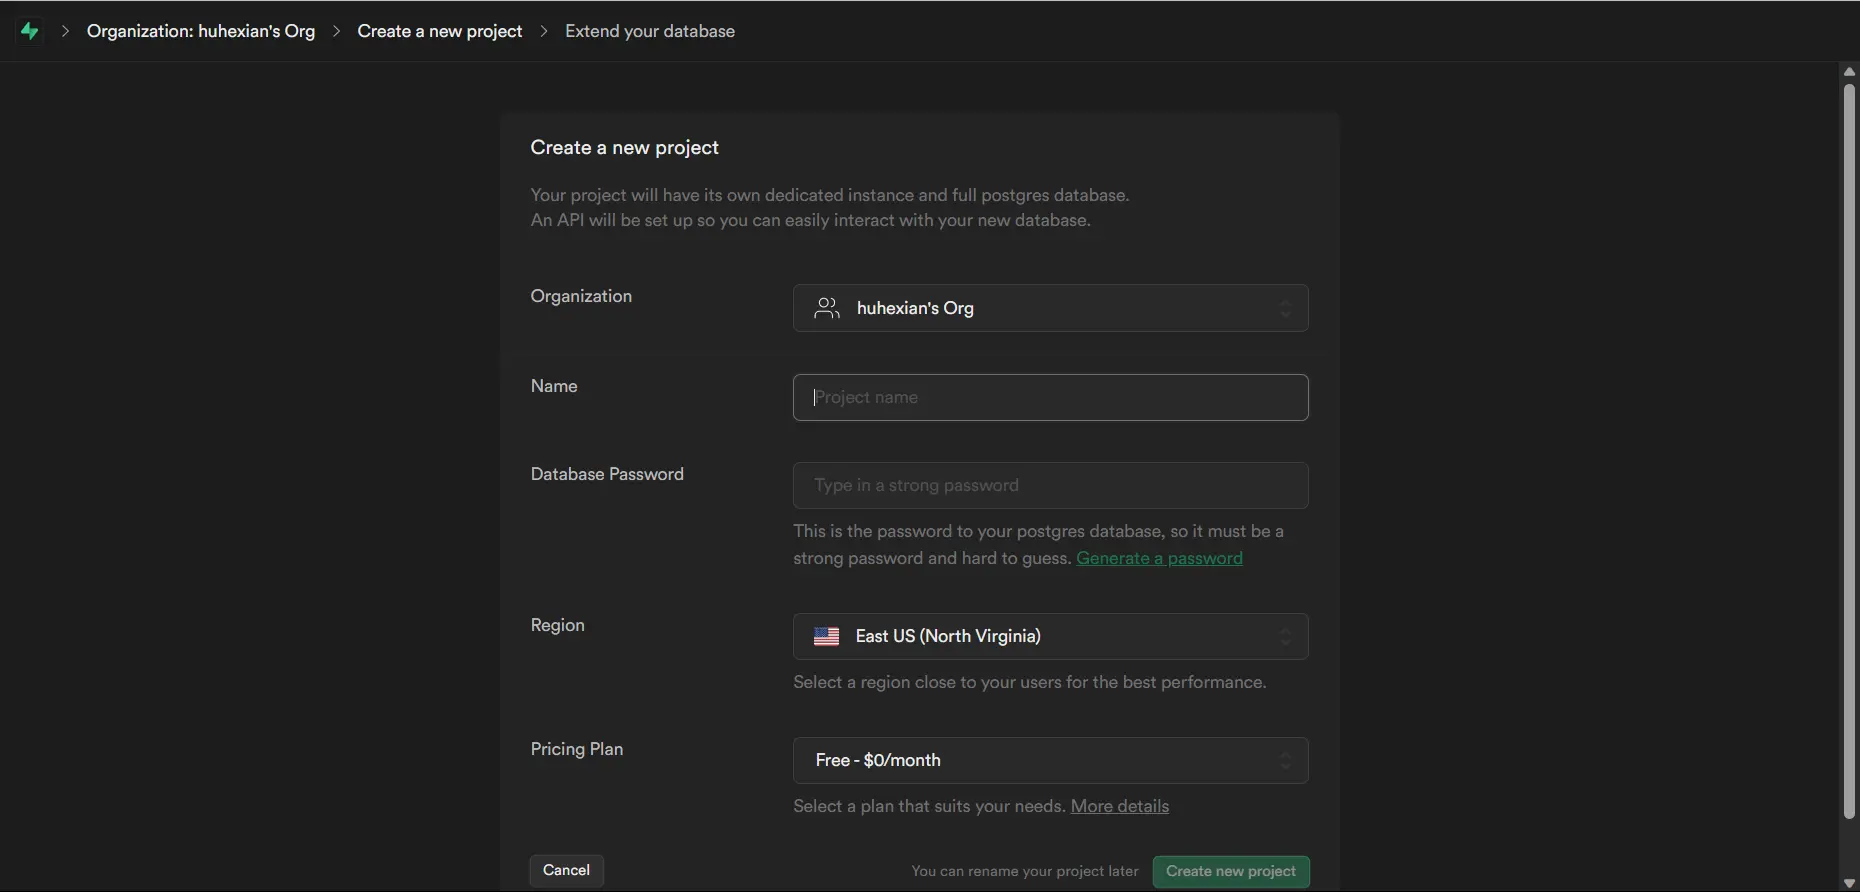 Organization: huhexian's Org > Create a new project > Extend your database
Create a new project
Your project will have its own dedicated instance and full postgres database.
An API will be set up so you can easily interact with your new database.
Organization
huhexian's Org
Name
Project name
Database Password
Type in a strong password
This is the password to your postgres database, so it must be a
strong password and hard to guess. Generate a password
Region
East US (North Virginia)
Select a region close to your users for the best performance.
Pricing Plan
Free - $0/month
Select a plan that suits your needs. More details
Cancel
You can rename your project later
Create new project